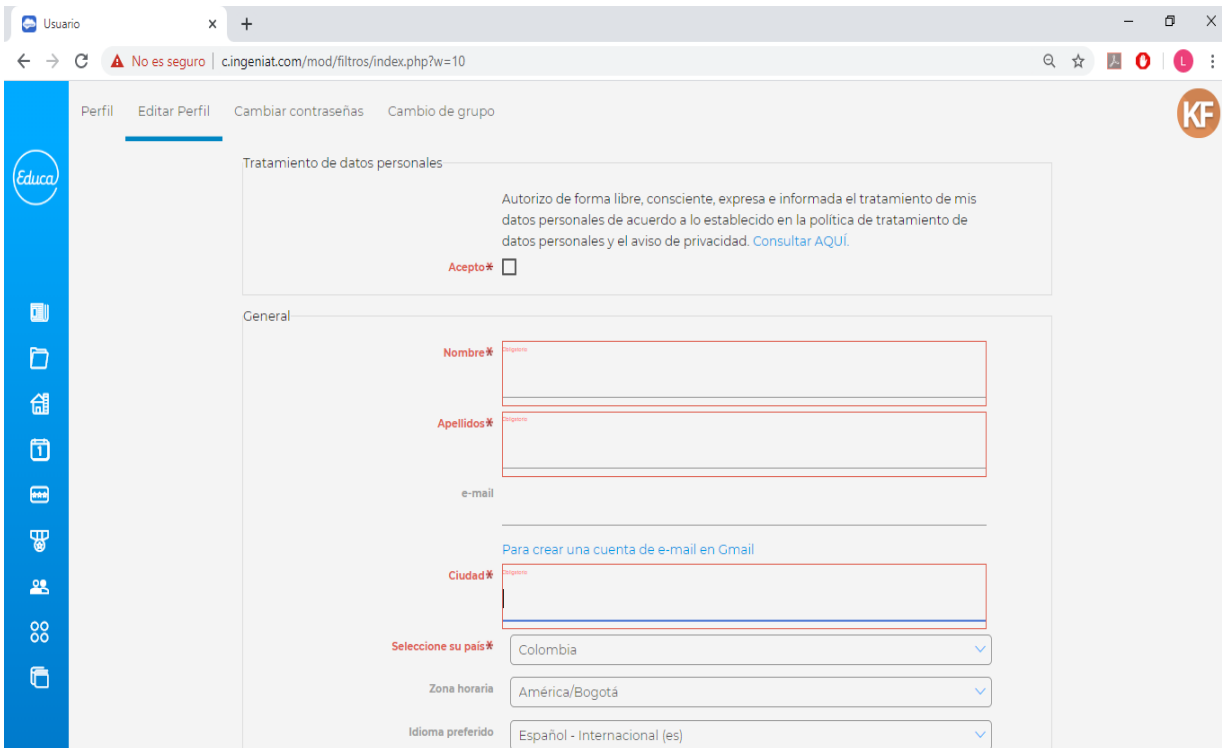 Usuario
No es seguro | c.ingeniat.com/mod/filtros/index.php?w=10
L
Perfil Editar Perfil Cambiar contraseñas Cambio de grupo
KF
Educa
Tratamiento de datos personales
Autorizo de forma libre, consciente, expresa e informada el tratamiento de mis
datos personales de acuerdo a lo establecido en la política de tratamiento de
datos personales y el aviso de privacidad. Consultar AQUÍ.
Acepto*
General
Nombre* Obligatorio
Apellidos* Obligatorio
e-mail
Para crear una cuenta de e-mail en Gmail
Ciudad* Obligatorio
Seleccione su país* Colombia
Zona horaria América/Bogotá
Idioma preferido Español - Internacional (es)
1